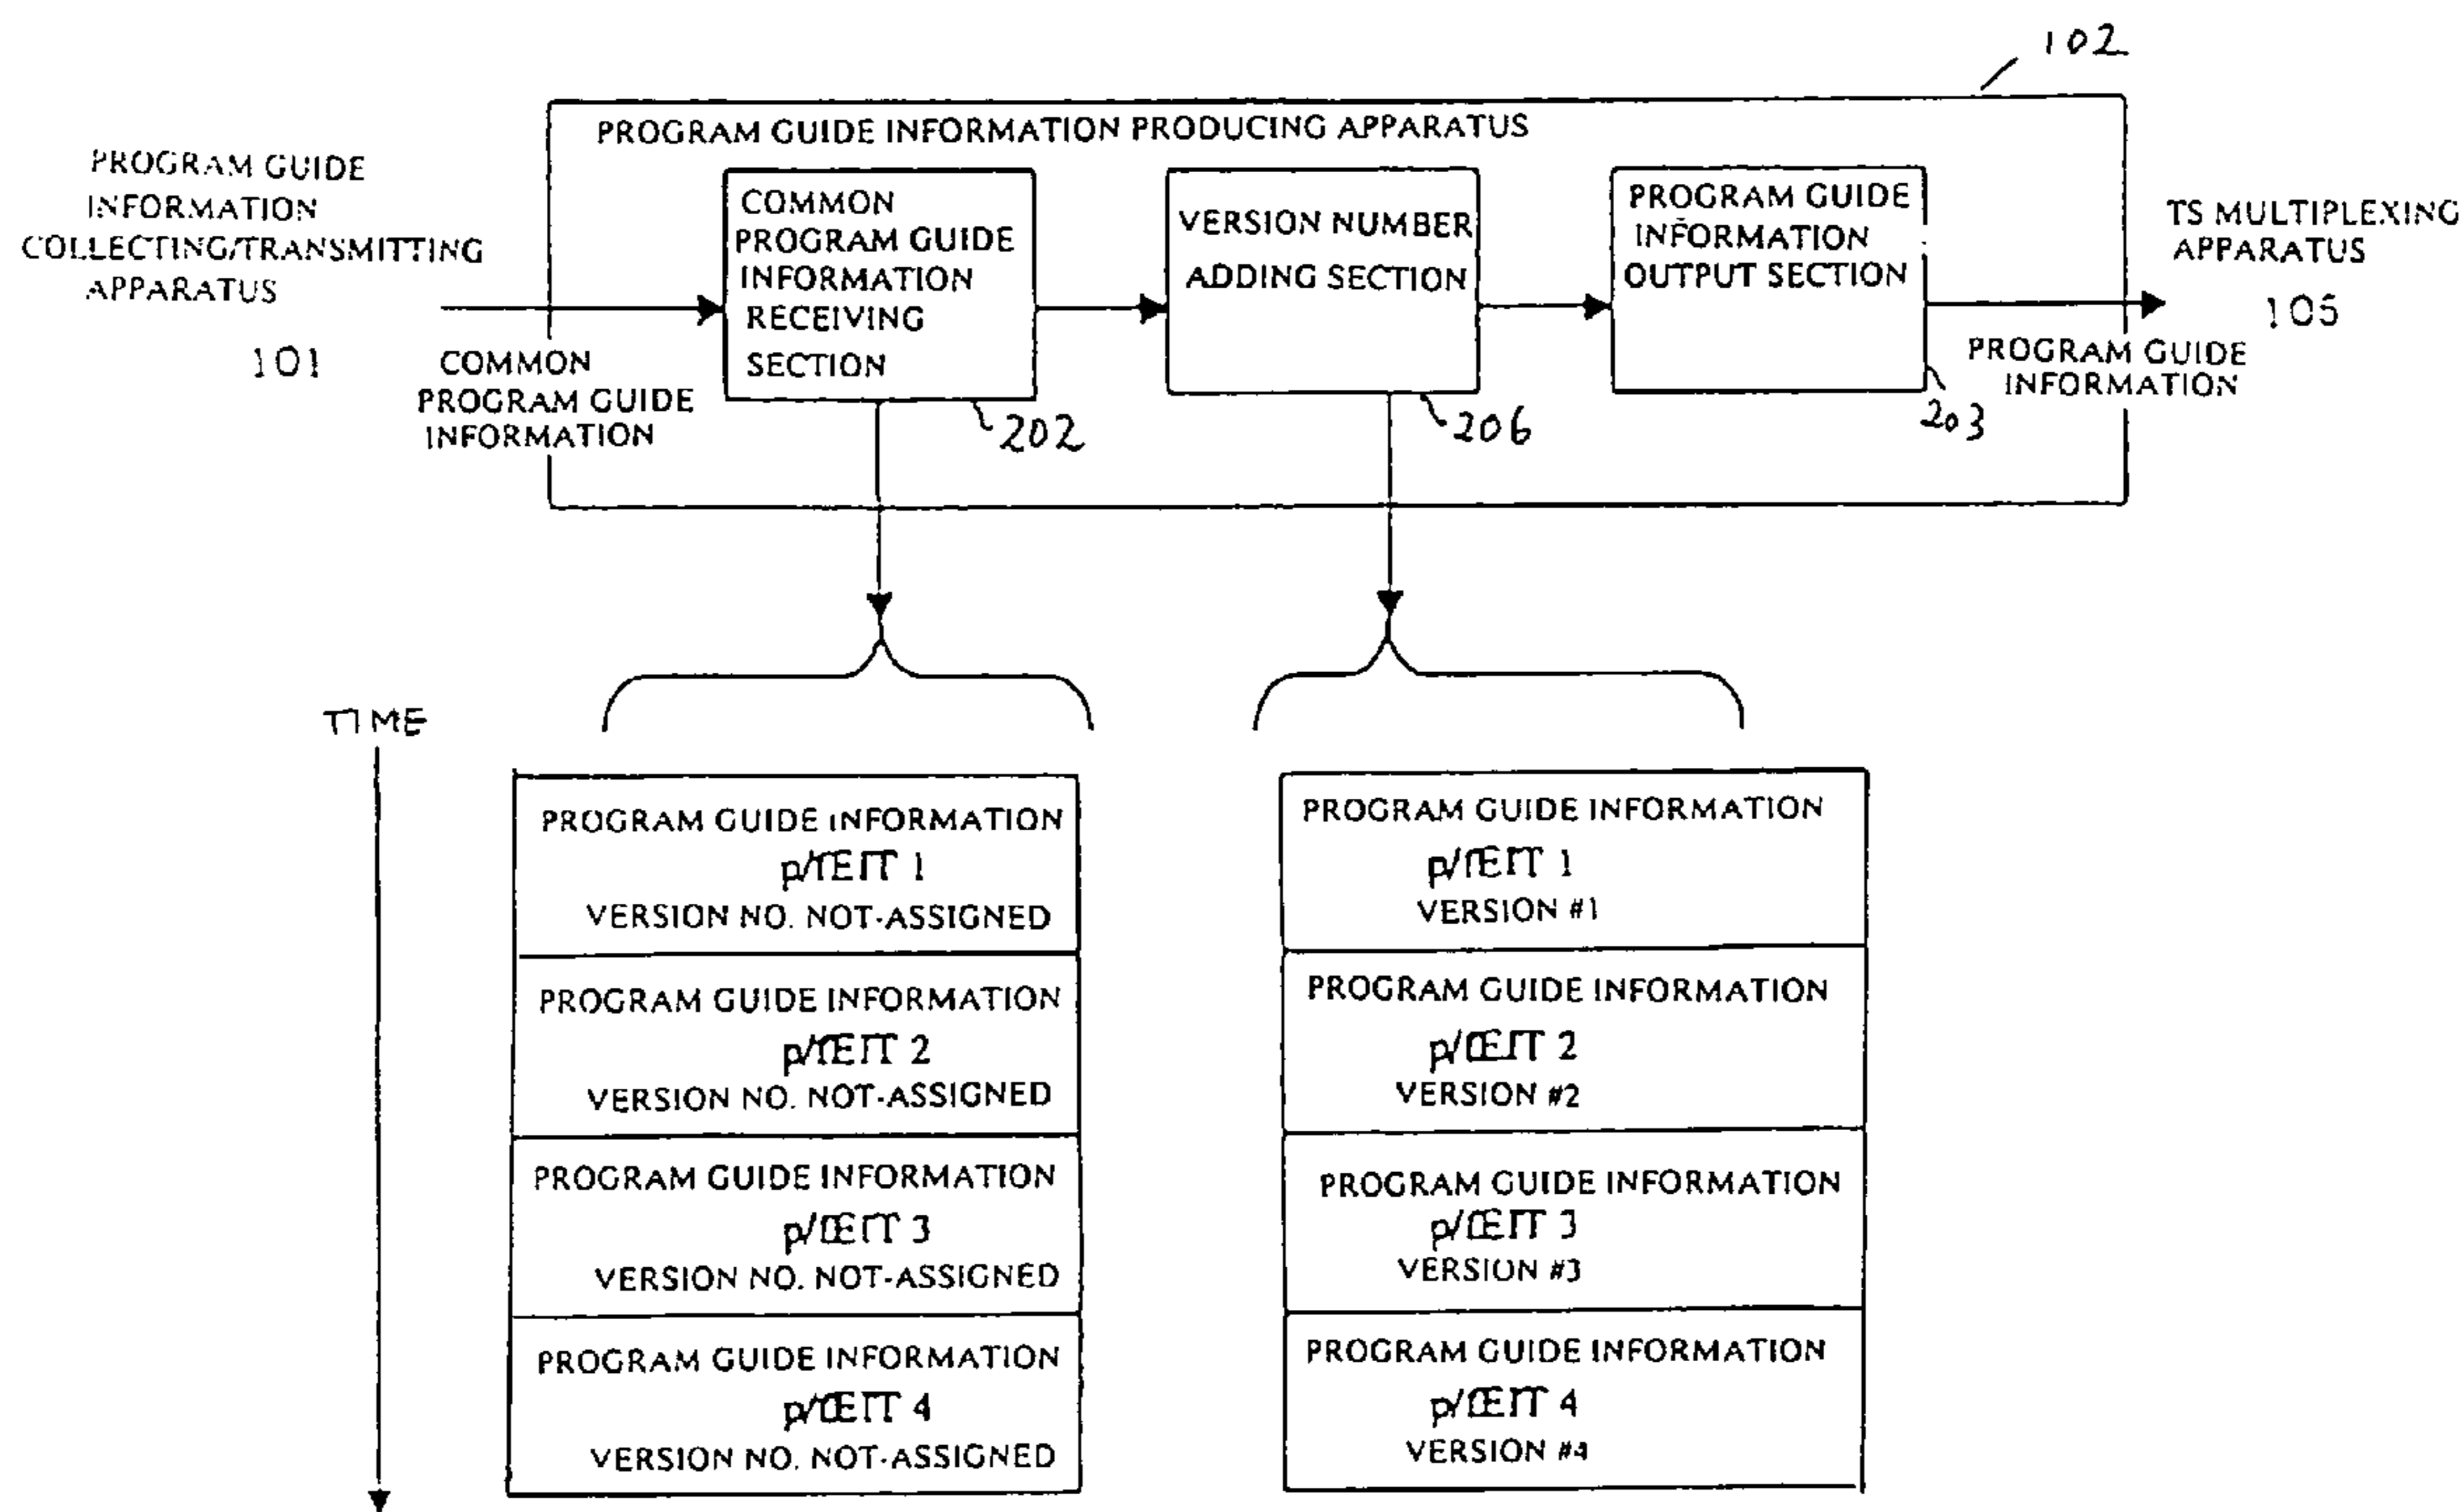 102
PROGRAM GUIDE INFORMATION PRODUCING APPARATUS
PROGRAM GUIDE
INFORMATION
COLLECTING/TRANSMITTING
APPARATUS
101
COMMON
PROGRAM GUIDE
INFORMATION
COMMON
PROGRAM GUIDE
INFORMATION
RECEIVING
SECTION
202
VERSION NUMBER
ADDING SECTION
206
PROGRAM GUIDE
INFORMATION
OUTPUT SECTION
203
TS MULTIPLEXING
APPARATUS
105
PROGRAM GUIDE
INFORMATION
TIME
PROGRAM GUIDE INFORMATION
p/fEIT 1
VERSION NO. NOT-ASSIGNED
PROGRAM GUIDE INFORMATION
p/fEIT 2
VERSION NO. NOT-ASSIGNED
PROGRAM GUIDE INFORMATION
p/fEIT 3
VERSION NO. NOT-ASSIGNED
PROGRAM GUIDE INFORMATION
p/fEIT 4
VERSION NO. NOT-ASSIGNED
PROGRAM GUIDE INFORMATION
p/fEIT 1
VERSION #1
PROGRAM GUIDE INFORMATION
p/fEIT 2
VERSION #2
PROGRAM GUIDE INFORMATION
p/fEIT 3
VERSION #3
PROGRAM GUIDE INFORMATION
p/fEIT 4
VERSION #4